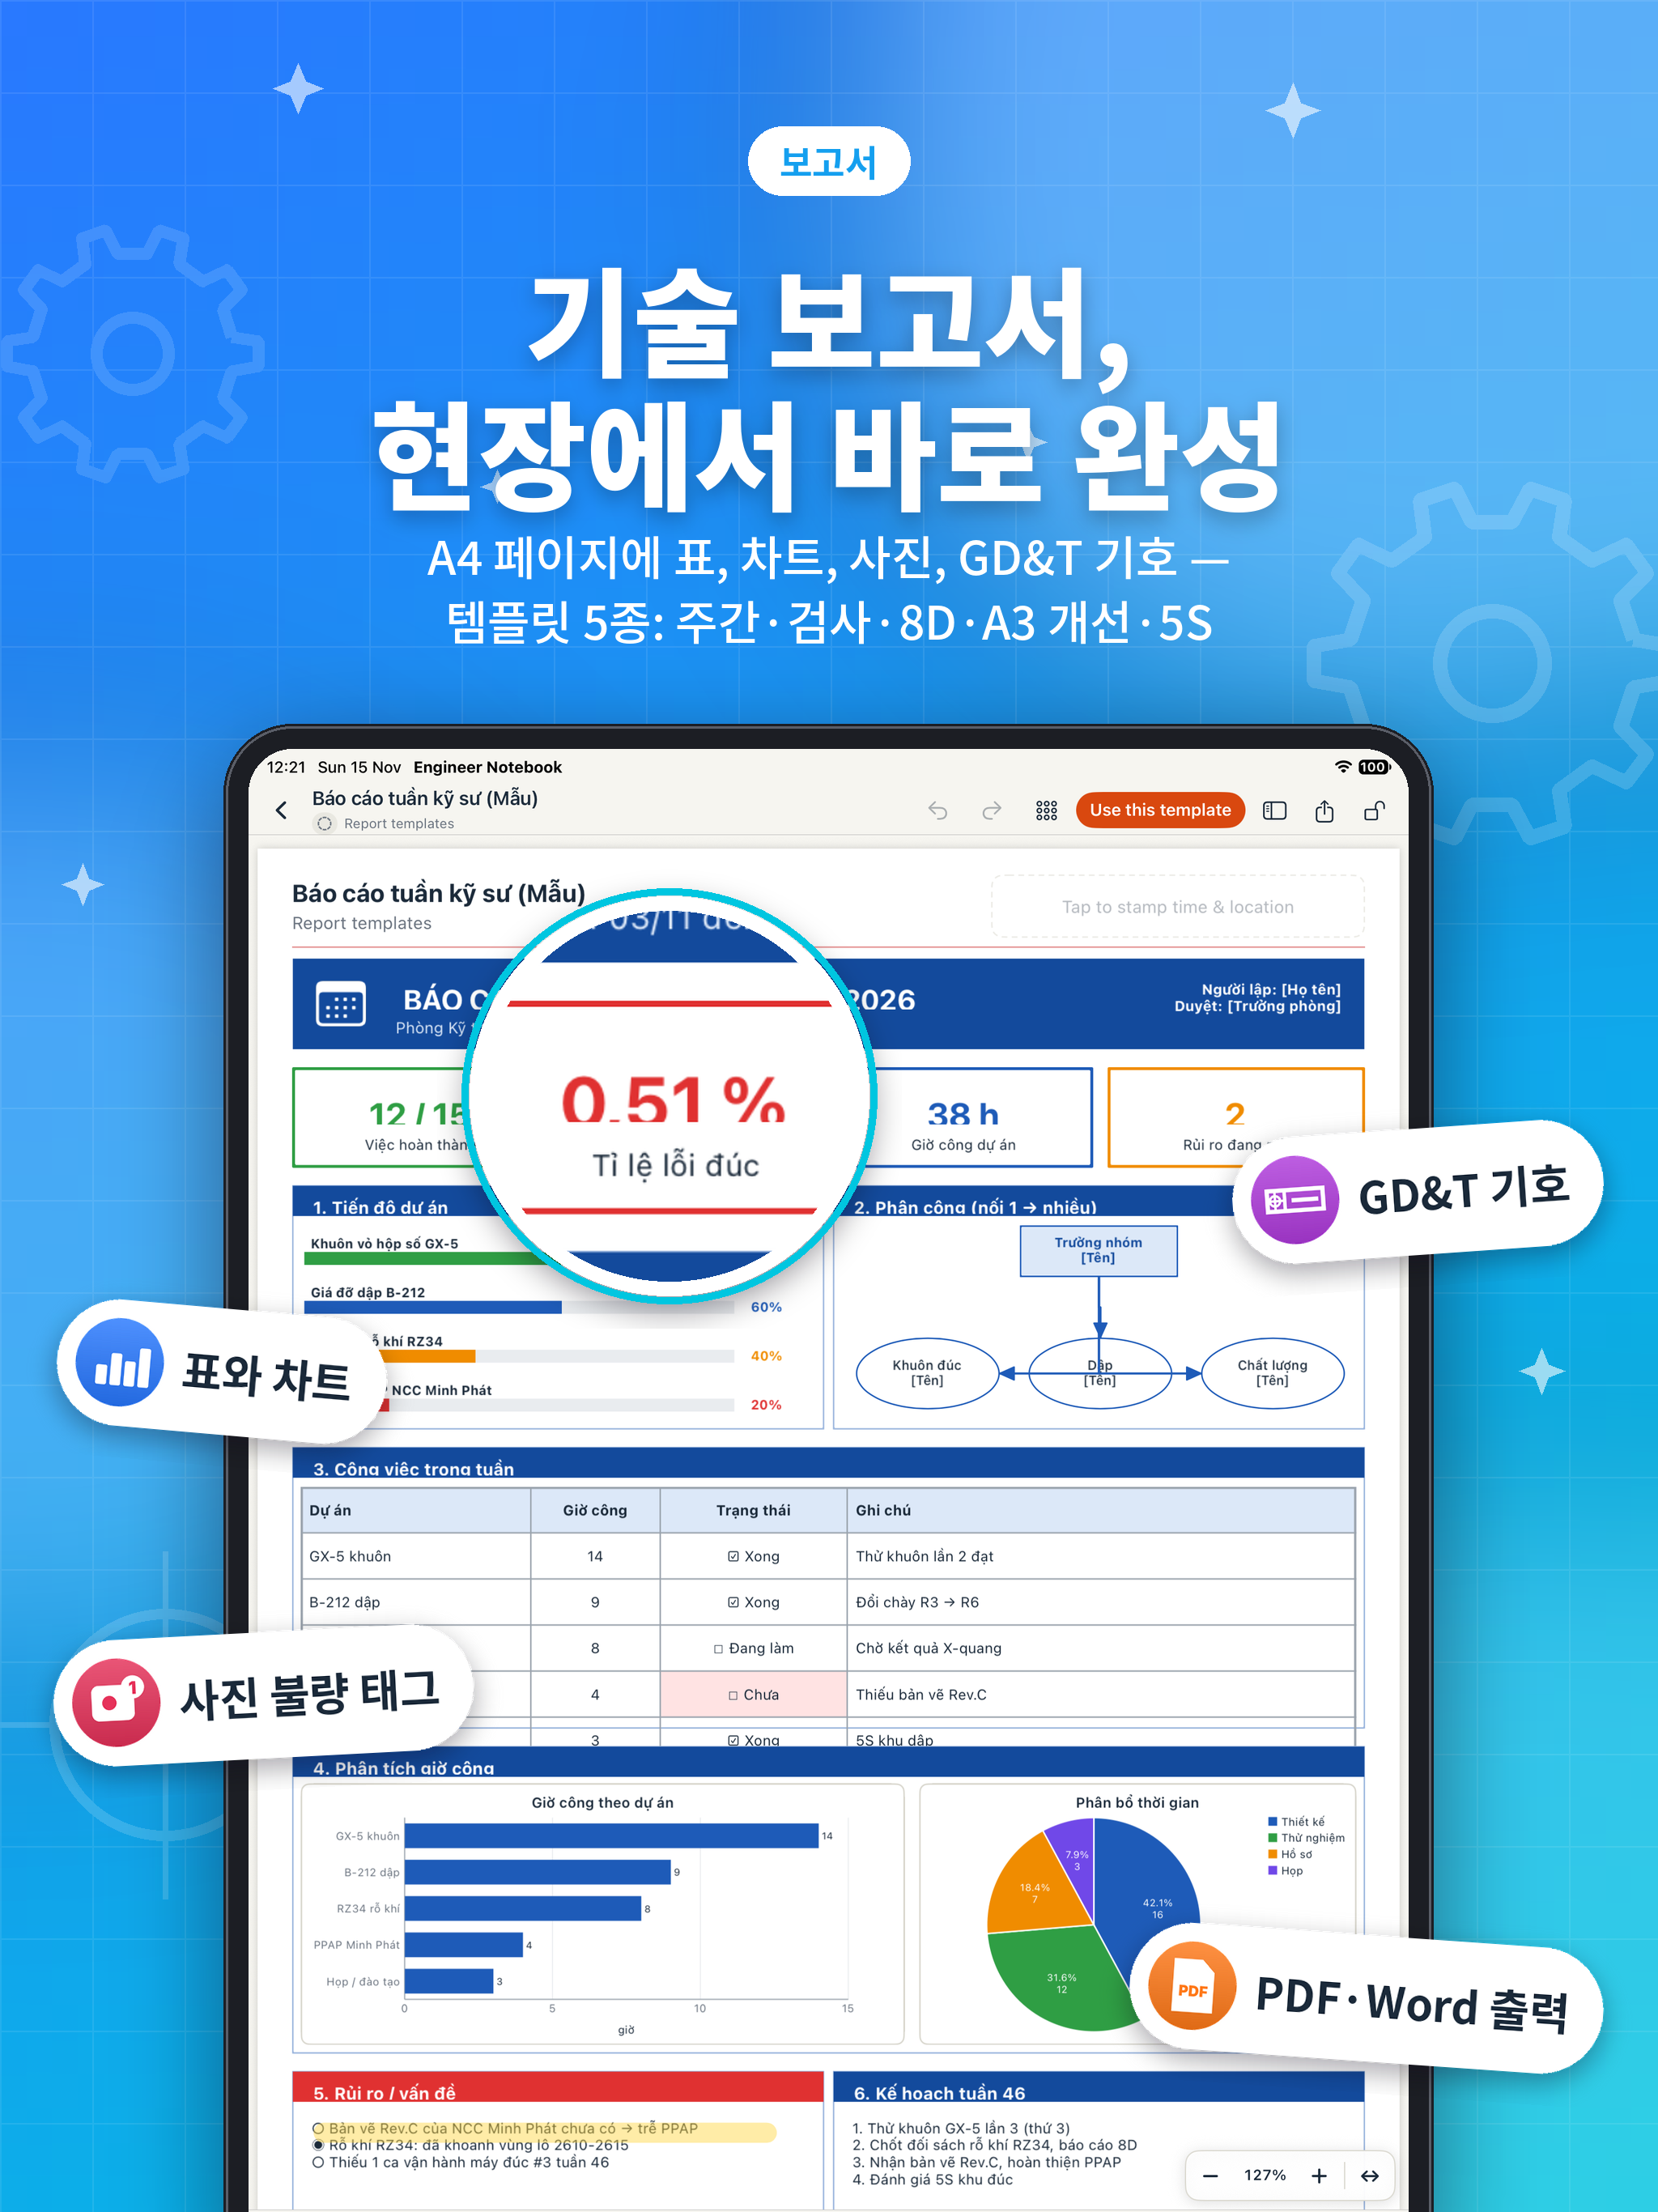 보고서
기술 보고서,
현장에서 바로 완성
A4 페이지에 표, 차트, 사진, GD&T 기호 —
템플릿 5종: 주간·검사·8D·A3 개선·5S
12:21 Sun 15 Nov Engineer Notebook
100
Báo cáo tuần kỹ sư (Mẫu)
Report templates
Use this template
Báo cáo tuần kỹ sư (Mẫu)
Report templates
Tap to stamp time & location
03/11
BÁO
2026
Phòng Kỹ
Người lập: [Họ tên]
Duyệt: [Trưởng phòng]
12 / 15
Việc hoàn thàn
0.51 %
Tỉ lệ lỗi đúc
38 h
Giờ công dự án
2
Rủi ro đang
GD&T 기호
1. Tiến độ dự án
Khuôn vỏ hộp số GX-5
Giá đỡ dập B-212
60%
khí RZ34
40%
NCC Minh Phát
20%
표와 차트
2. Phân công (nối 1 → nhiều)
Trưởng nhóm
[Tên]
Khuôn đúc
[Tên]
Dập
[Tên]
Chất lượng
[Tên]
3. Công việc trong tuần
Dự án Giờ công Trạng thái Ghi chú
GX-5 khuôn 14 ☑ Xong Thử khuôn lần 2 đạt
B-212 dập 9 ☑ Xong Đổi chày R3 → R6
8 ☐ Đang làm Chờ kết quả X-quang
4 ☐ Chưa Thiếu bản vẽ Rev.C
3 ☑ Xong 5S khu dập
사진 불량 태그
1
4. Phân tích giờ công
Giờ công theo dự án
GX-5 khuôn 14
B-212 dập 9
RZ34 rỗ khí 8
PPAP Minh Phát 4
Họp / đào tạo 3
0 5 10 15
giờ
Phân bổ thời gian
Thiết kế
Thử nghiệm
Hồ sơ
Họp
7.9%
3
18.4%
7
42.1%
16
31.6%
12
PDF
PDF·Word 출력
5. Rủi ro / vấn đề
Bản vẽ Rev.C của NCC Minh Phát chưa có → trễ PPAP
Rỗ khí RZ34: đã khoanh vùng lô 2610-2615
Thiếu 1 ca vận hành máy đúc #3 tuần 46
6. Kế hoạch tuần 46
1. Thử khuôn GX-5 lần 3 (thứ 3)
2. Chốt đối sách rỗ khí RZ34, báo cáo 8D
3. Nhận bản vẽ Rev.C, hoàn thiện PPAP
4. Đánh giá 5S khu đúc
127%